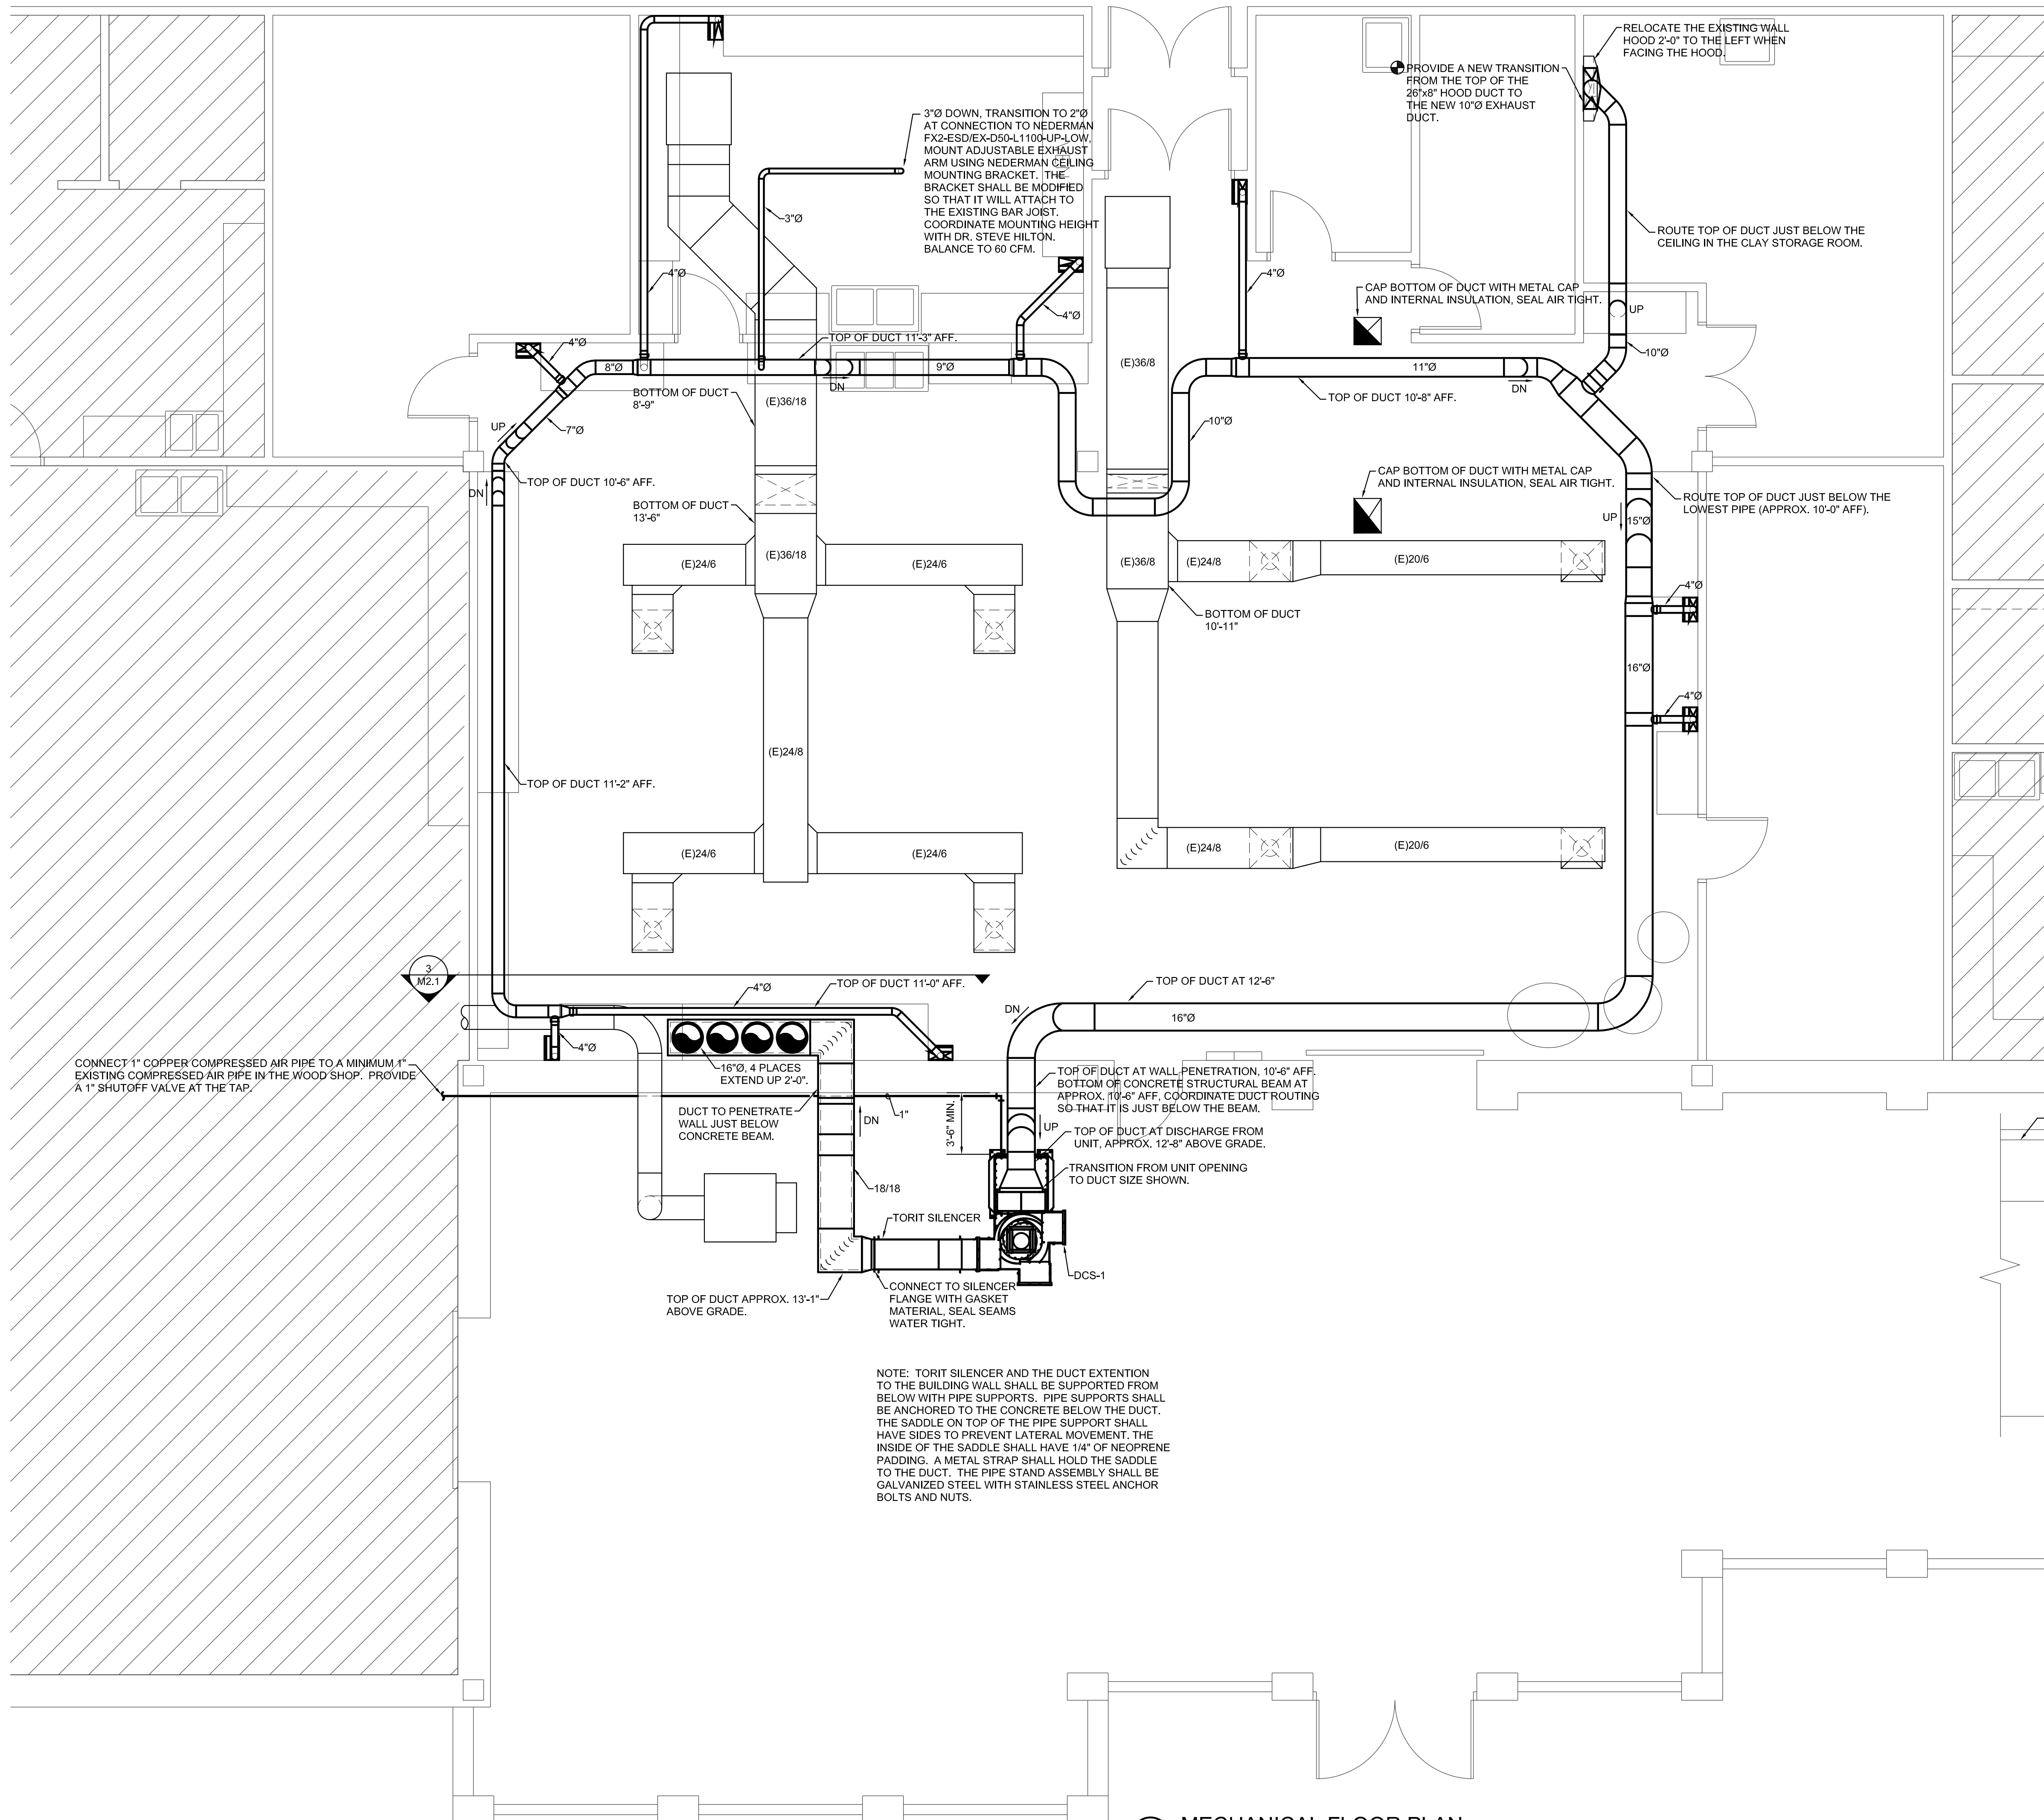 RELOCATE THE EXISTING WALL
HOOD 2'-0" TO THE LEFT WHEN
FACING THE HOOD.
PROVIDE A NEW TRANSITION
FROM THE TOP OF THE
26"x8" HOOD DUCT TO
THE NEW 10"Ø EXHAUST
DUCT.
3"Ø DOWN, TRANSITION TO 2"Ø
AT CONNECTION TO NEDERMAN
FX2-ESD/EX-D50-L1100-UP-LOW,
MOUNT ADJUSTABLE EXHAUST
ARM USING NEDERMAN CEILING
MOUNTING BRACKET. THE
BRACKET SHALL BE MODIFIED
SO THAT IT WILL ATTACH TO
THE EXISTING BAR JOIST.
COORDINATE MOUNTING HEIGHT
WITH DR. STEVE HILTON.
BALANCE TO 60 CFM.
3"Ø
ROUTE TOP OF DUCT JUST BELOW THE
CEILING IN THE CLAY STORAGE ROOM.
4"Ø
4"Ø
CAP BOTTOM OF DUCT WITH METAL CAP
AND INTERNAL INSULATION, SEAL AIR TIGHT.
UP
4"Ø
TOP OF DUCT 11'-3" AFF.
4"Ø
10"Ø
(E)36/8
8"Ø
9"Ø
11"Ø
DN
DN
BOTTOM OF DUCT
8'-9"
(E)36/18
TOP OF DUCT 10'-8" AFF.
UP
7"Ø
10"Ø
CAP BOTTOM OF DUCT WITH METAL CAP
AND INTERNAL INSULATION, SEAL AIR TIGHT.
TOP OF DUCT 10'-6" AFF.
DN
BOTTOM OF DUCT
13'-6"
ROUTE TOP OF DUCT JUST BELOW THE
LOWEST PIPE (APPROX. 10'-0" AFF).
UP
15"Ø
(E)24/6
(E)36/18
(E)24/6
(E)36/8
(E)24/8
(E)20/6
4"Ø
BOTTOM OF DUCT
10'-11"
16"Ø
4"Ø
(E)24/8
TOP OF DUCT 11'-2" AFF.
(E)24/6
(E)24/6
(E)24/8
(E)20/6
3
M2.1
4"Ø
TOP OF DUCT 11'-0" AFF.
TOP OF DUCT AT 12'-6"
DN
16"Ø
4"Ø
CONNECT 1" COPPER COMPRESSED AIR PIPE TO A MINIMUM 1"
EXISTING COMPRESSED AIR PIPE IN THE WOOD SHOP. PROVIDE
A 1" SHUTOFF VALVE AT THE TAP.
16"Ø, 4 PLACES
EXTEND UP 2'-0".
TOP OF DUCT AT WALL PENETRATION, 10'-6" AFF.
BOTTOM OF CONCRETE STRUCTURAL BEAM AT
APPROX. 10'-6" AFF, COORDINATE DUCT ROUTING
SO THAT IT IS JUST BELOW THE BEAM.
DUCT TO PENETRATE
WALL JUST BELOW
CONCRETE BEAM.
DN
1"
3'-6" MIN.
UP
TOP OF DUCT AT DISCHARGE FROM
UNIT, APPROX. 12'-8" ABOVE GRADE.
TRANSITION FROM UNIT OPENING
TO DUCT SIZE SHOWN.
18/18
TORIT SILENCER
DCS-1
TOP OF DUCT APPROX. 13'-1"
ABOVE GRADE.
CONNECT TO SILENCER
FLANGE WITH GASKET
MATERIAL, SEAL SEAMS
WATER TIGHT.
NOTE: TORIT SILENCER AND THE DUCT EXTENTION
TO THE BUILDING WALL SHALL BE SUPPORTED FROM
BELOW WITH PIPE SUPPORTS. PIPE SUPPORTS SHALL
BE ANCHORED TO THE CONCRETE BELOW THE DUCT.
THE SADDLE ON TOP OF THE PIPE SUPPORT SHALL
HAVE SIDES TO PREVENT LATERAL MOVEMENT. THE
INSIDE OF THE SADDLE SHALL HAVE 1/4" OF NEOPRENE
PADDING. A METAL STRAP SHALL HOLD THE SADDLE
TO THE DUCT. THE PIPE STAND ASSEMBLY SHALL BE
GALVANIZED STEEL WITH STAINLESS STEEL ANCHOR
BOLTS AND NUTS.
MECHANICAL FLOOR PLAN